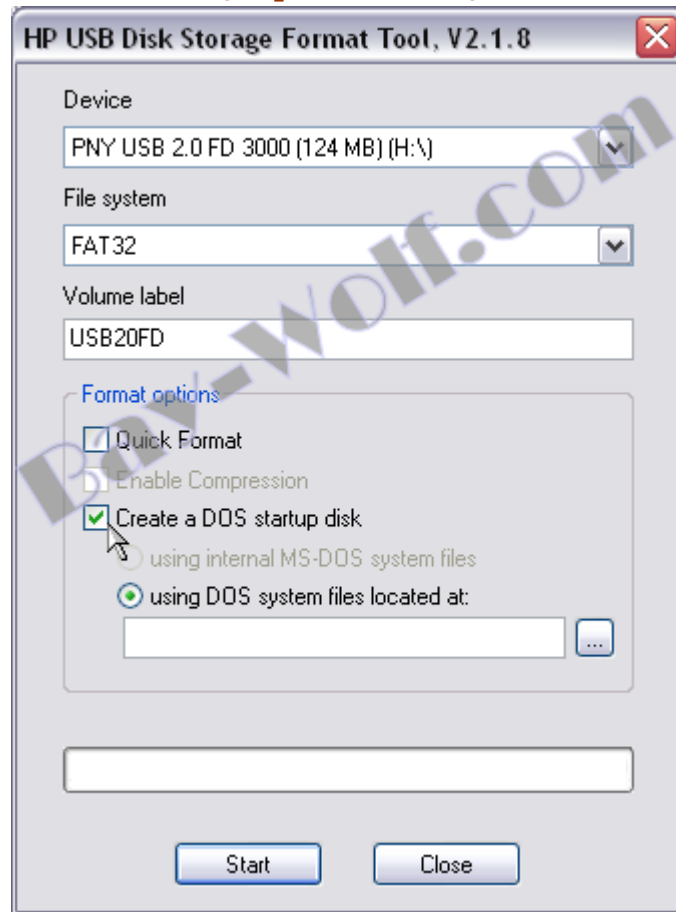 HP USB Disk Storage Format Tool, V2.1.8
Device
PNY USB 2.0 FD 3000 (124 MB) (H:\)
File system
FAT32
Volume label
USB20FD
Format options
Quick Format
Enable Compression
Create a DOS startup disk
using internal MS-DOS system files
using DOS system files located at:
...
Start
Close
Bay-Wolf.com